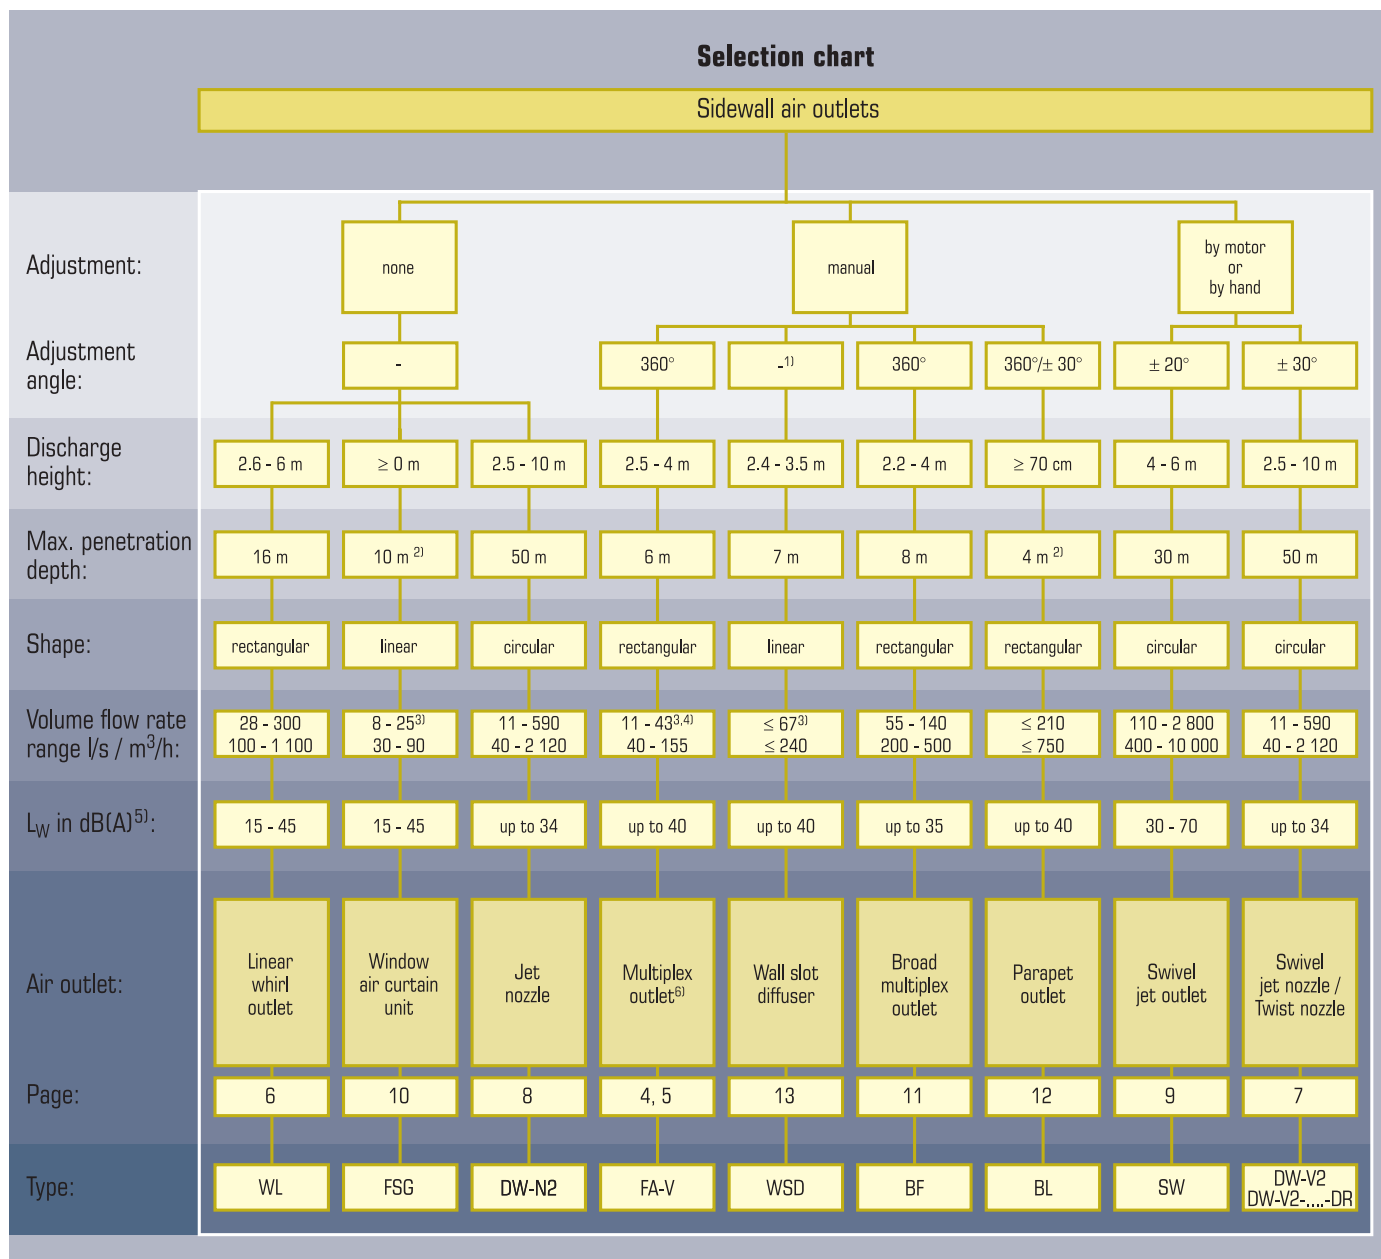 Selection chart
Sidewall air outlets
Adjustment:
none
manual
by motor
or
by hand
Adjustment
angle:
-
360°
-1)
360°
360°/± 30°
± 20°
± 30°
Discharge
height:
2.6 - 6 m
≥ 0 m
2.5 - 10 m
2.5 - 4 m
2.4 - 3.5 m
2.2 - 4 m
≥ 70 cm
4 - 6 m
2.5 - 10 m
Max. penetration
depth:
16 m
10 m 2)
50 m
6 m
7 m
8 m
4 m 2)
30 m
50 m
Shape:
rectangular
linear
circular
rectangular
linear
rectangular
rectangular
circular
circular
Volume flow rate
range l/s / m³/h:
28 - 300
100 - 1 100
8 - 253)
30 - 90
11 - 590
40 - 2 120
11 - 433,4)
40 - 155
≤ 673)
≤ 240
55 - 140
200 - 500
≤ 210
≤ 750
110 - 2 800
400 - 10 000
11 - 590
40 - 2 120
LW in dB(A)5):
15 - 45
15 - 45
up to 34
up to 40
up to 40
up to 35
up to 40
30 - 70
up to 34
Air outlet:
Linear
whirl
outlet
Window
air curtain
unit
Jet
nozzle
Multiplex
outlet6)
Wall slot
diffuser
Broad
multiplex
outlet
Parapet
outlet
Swivel
jet outlet
Swivel
jet nozzle /
Twist nozzle
Page:
6
10
8
4, 5
13
11
12
9
7
Type:
WL
FSG
DW-N2
FA-V
WSD
BF
BL
SW
DW-V2
DW-V2-....-DR